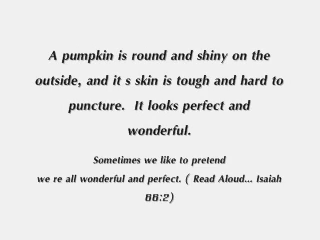 A pumpkin is round and shiny on the
outside, and it s skin is tough and hard to
puncture. It looks perfect and
wonderful.
Sometimes we like to pretend
we re all wonderful and perfect. ( Read Aloud... Isaiah
88:2)